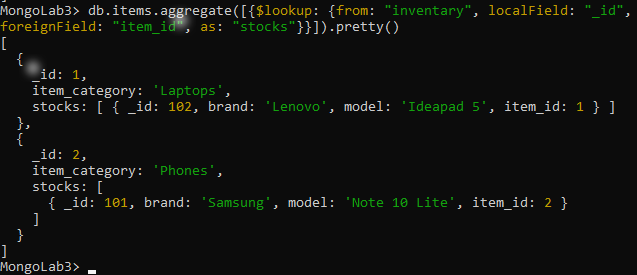 MongoLab3> db.items.aggregate([{$lookup: {from: "inventory", localField: "_id",
foreignField: "item_id", as: "stocks"}}]).pretty()
[
  {
    _id: 1,
    item_category: 'Laptops',
    stocks: [ { _id: 102, brand: 'Lenovo', model: 'Ideapad 5', item_id: 1 } ]
  },
  {
    _id: 2,
    item_category: 'Phones',
    stocks: [
      { _id: 101, brand: 'Samsung', model: 'Note 10 Lite', item_id: 2 }
    ]
  }
]
MongoLab3>